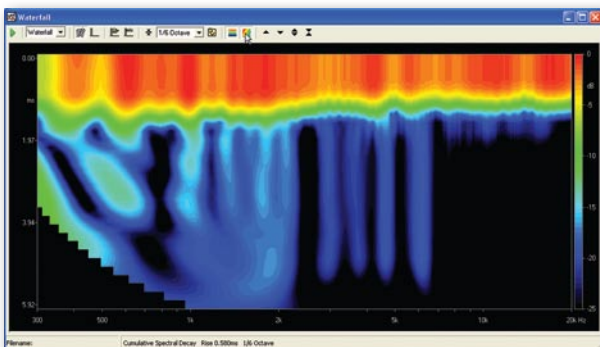 Waterfall
Waterfall 1/6 Octave
0.00
ms
1.97
3.94
5.92
300 500 1k 2k 5k 10k 20k Hz
0
dB
-5
-10
-15
-20
-25
Filename: Cumulative Spectral Decay Rise 0.580ms 1/6 Octave